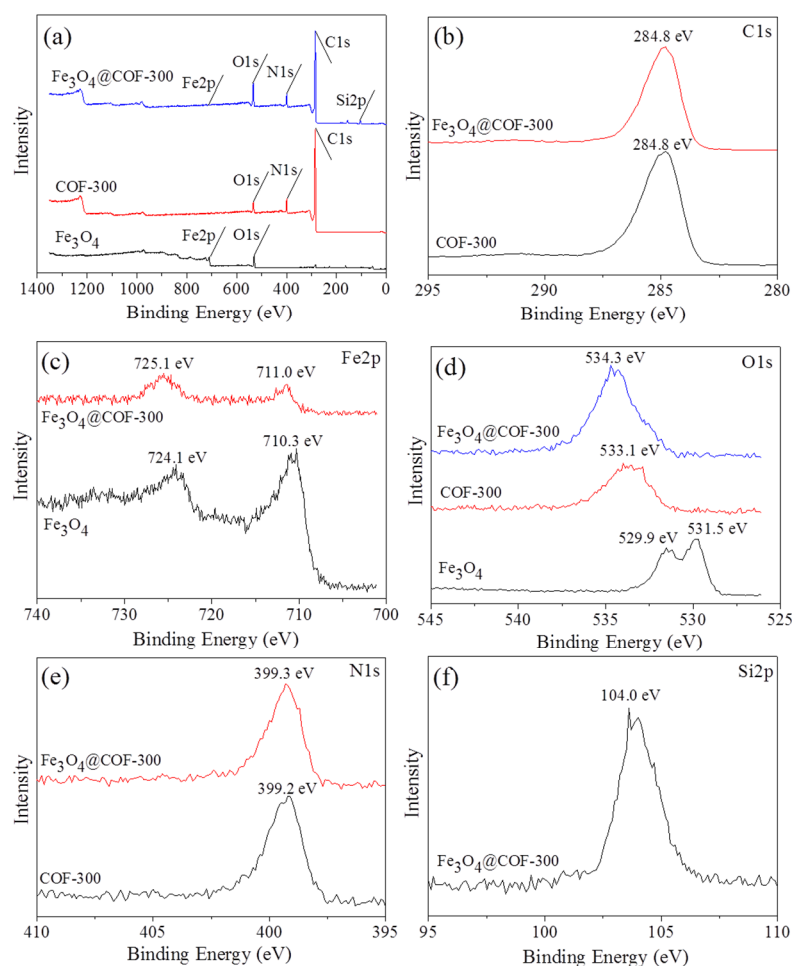 (a)
C1s
Fe3O4@COF-300
Fe2p
O1s
N1s
Si2p
C1s
COF-300
O1s
N1s
Fe3O4
Fe2p
O1s
Intensity
1400 1200 1000 800 600 400 200 0
Binding Energy (eV)
(b)
C1s
284.8 eV
Fe3O4@COF-300
284.8 eV
COF-300
Intensity
295 290 285 280
Binding Energy (eV)
(c)
Fe2p
725.1 eV
711.0 eV
Fe3O4@COF-300
724.1 eV
710.3 eV
Fe3O4
Intensity
740 730 720 710 700
Binding Energy (eV)
(d)
O1s
534.3 eV
Fe3O4@COF-300
533.1 eV
COF-300
529.9 eV
531.5 eV
Fe3O4
Intensity
545 540 535 530 525
Binding Energy (eV)
(e)
N1s
399.3 eV
Fe3O4@COF-300
399.2 eV
COF-300
Intensity
410 405 400 395
Binding Energy (eV)
(f)
Si2p
104.0 eV
Fe3O4@COF-300
Intensity
95 100 105 110
Binding Energy (eV)